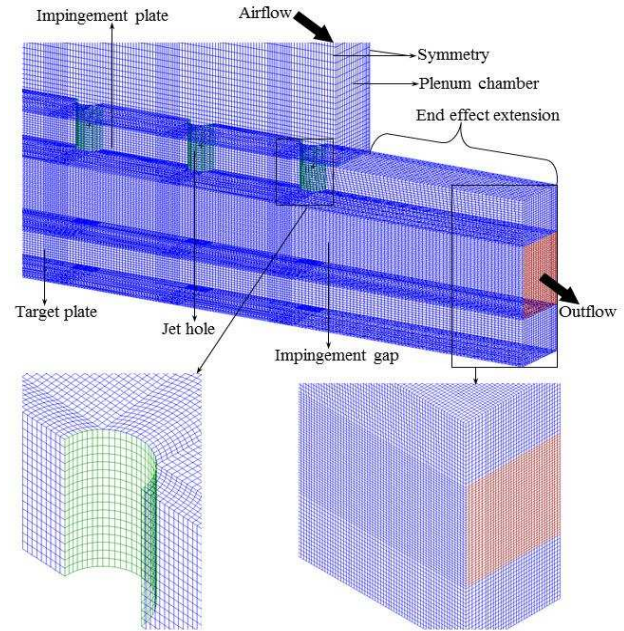 Airflow
Impingement plate
Symmetry
Plenum chamber
End effect extension
Target plate
Outflow
Jet hole
Impingement gap